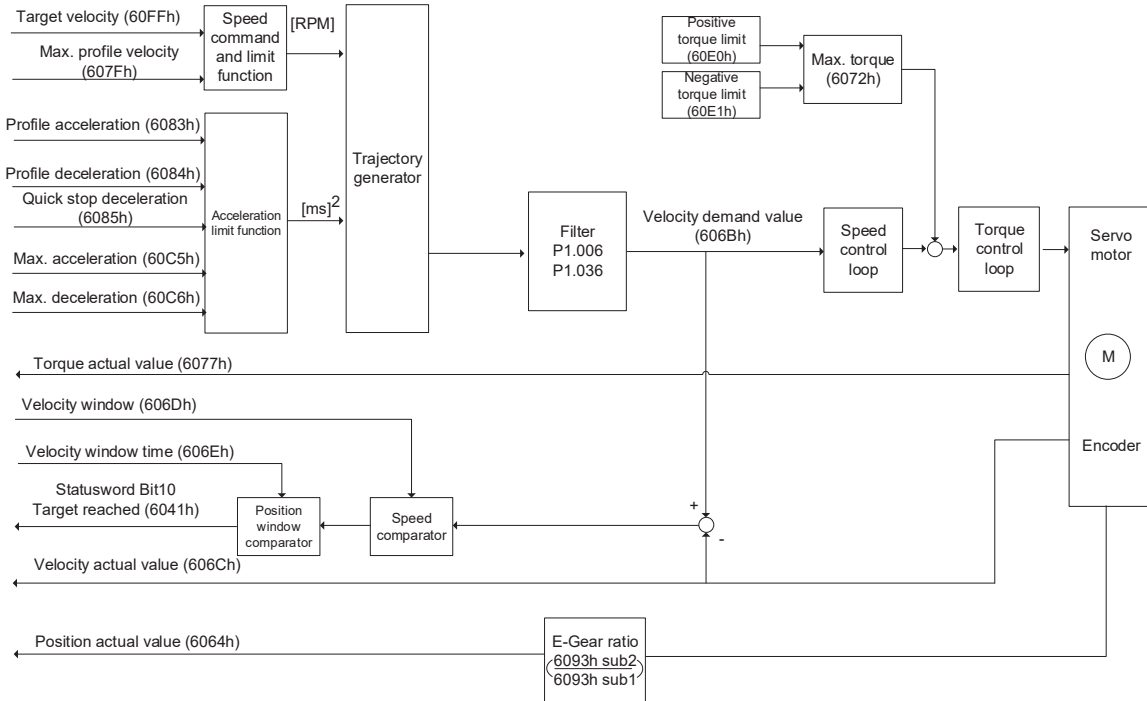 Target velocity (60FFh)
Max. profile velocity
(607Fh)
Speed
command
and limit
function
[RPM]
Profile acceleration (6083h)
Profile deceleration (6084h)
Quick stop deceleration
(6085h)
Max. acceleration (60C5h)
Max. deceleration (60C6h)
Acceleration
limit function
[ms]2
Trajectory
generator
Filter
P1.006
P1.036
Velocity demand value
(606Bh)
Positive
torque limit
(60E0h)
Negative
torque limit
(60E1h)
Max. torque
(6072h)
Speed
control
loop
Torque
control
loop
Servo
motor
M
Encoder
Torque actual value (6077h)
Velocity window (606Dh)
Velocity window time (606Eh)
Statusword Bit10
Target reached (6041h)
Position
window
comparator
Speed
comparator
+
-
Velocity actual value (606Ch)
Position actual value (6064h)
E-Gear ratio
(6093h sub2
6093h sub1)